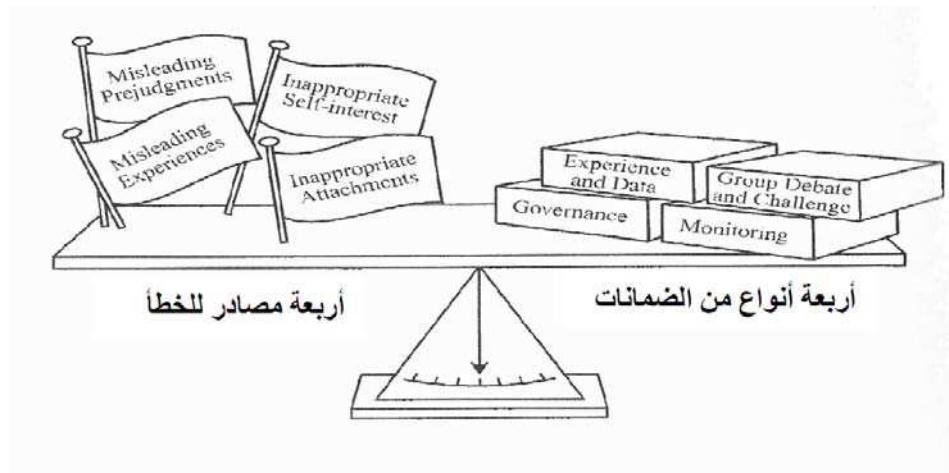 Misleading
Prejudgments
Inappropriate
Self-interest
Misleading
Experiences
Inappropriate
Attachments
Experience
and Data
Group Debate
and Challenge
Governance
Monitoring
أربعة مصادر للخطأ
أربعة أنواع من الضمانات